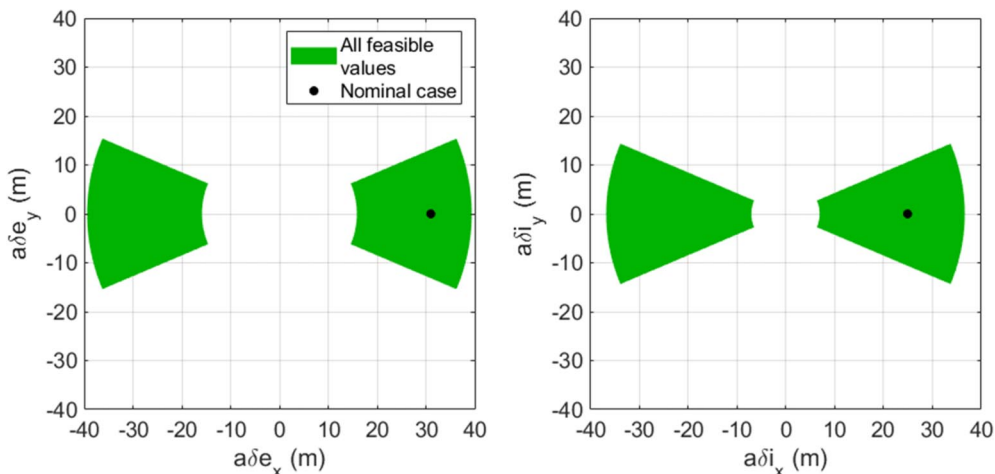 40
30
20
10
0
-10
-20
-30
-40
-40 -30 -20 -10 0 10 20 30 40
aδe_y (m)
aδe_x (m)
All feasible
values
Nominal case
40
30
20
10
0
-10
-20
-30
-40
-40 -30 -20 -10 0 10 20 30 40
aδi_y (m)
aδi_x (m)